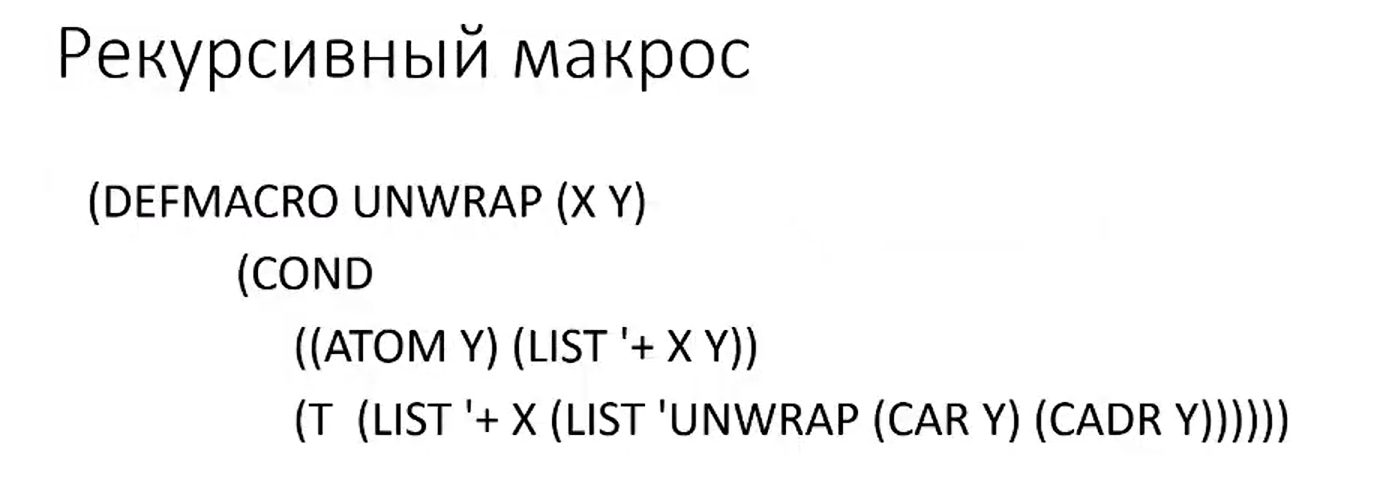 Рекурсивный макрос
(DEFMACRO UNWRAP (X Y)
(COND
((ATOM Y) (LIST '+ X Y))
(T (LIST '+ X (LIST 'UNWRAP (CAR Y) (CADR Y))))))